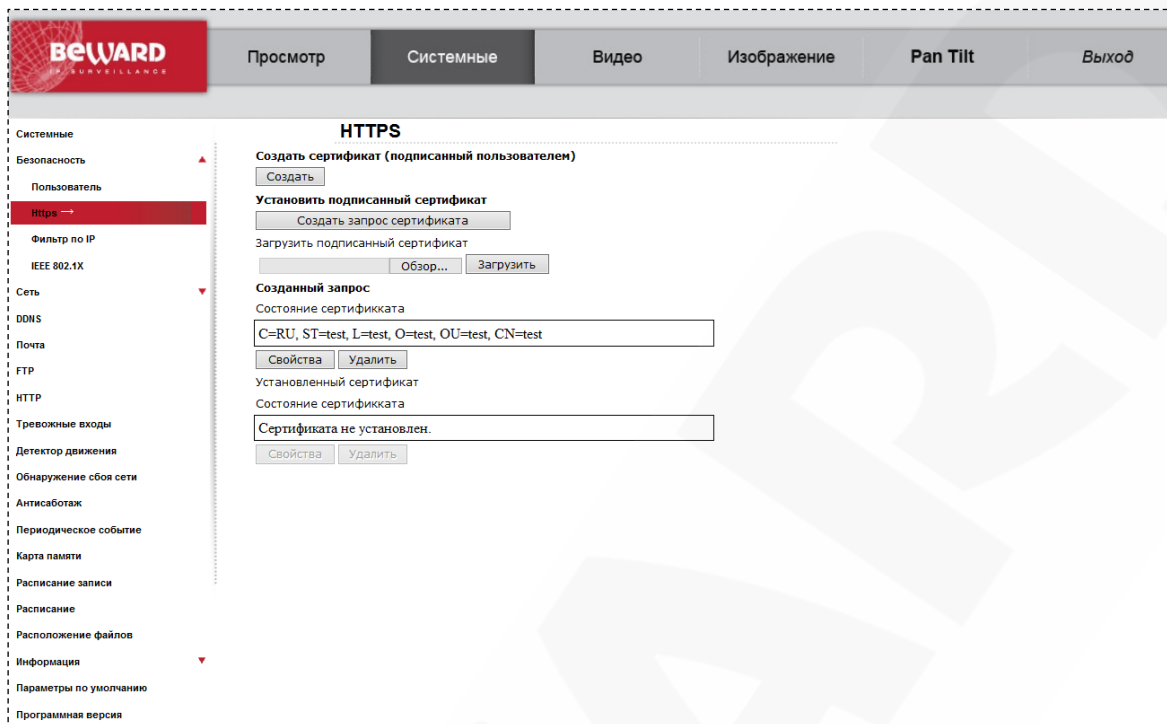 BEWARD
IP SURVEILLANCE
Просмотр
Системные
Видео
Изображение
Pan Tilt
Выход
Системные
Безопасность
Пользователь
Https →
Фильтр по IP
IEEE 802.1X
Сеть
DDNS
Почта
FTP
HTTP
Тревожные входы
Детектор движения
Обнаружение сбоя сети
Антисаботаж
Периодическое событие
Карта памяти
Расписание записи
Расписание
Расположение файлов
Информация
Параметры по умолчанию
Программная версия
HTTPS
Создать сертификат (подписанный пользователем)
Создать
Установить подписанный сертификат
Создать запрос сертификата
Загрузить подписанный сертификат
Обзор... Загрузить
Созданный запрос
Состояние сертификката
C=RU, ST=test, L=test, O=test, OU=test, CN=test
Свойства Удалить
Установленный сертификат
Состояние сертификката
Сертификата не установлен.
Свойства Удалить